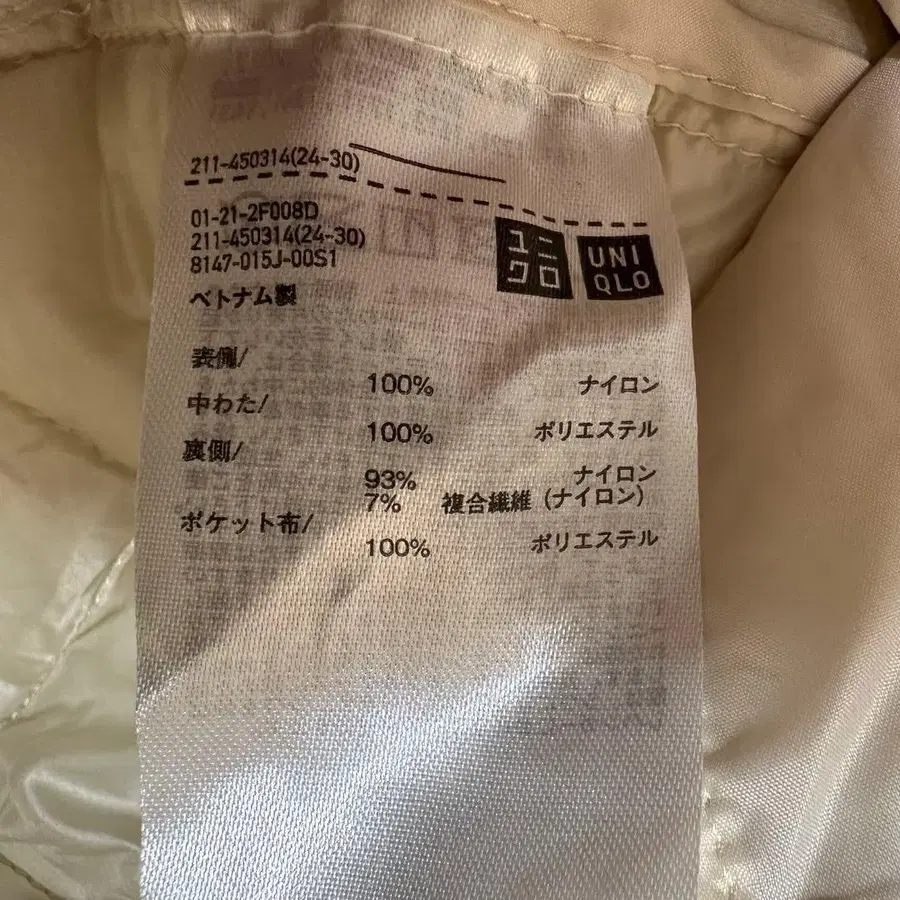 211-450314(24-30)
01-21-2F008D
211-450314(24-30)
8147-015J-00S1
ユニクロ
UNIQLO
ベトナム製
表側/
100% ナイロン
中わた/
100% ポリエステル
裏側/
93% ナイロン
7% 複合繊維 (ナイロン)
ポケット布/
100% ポリエステル